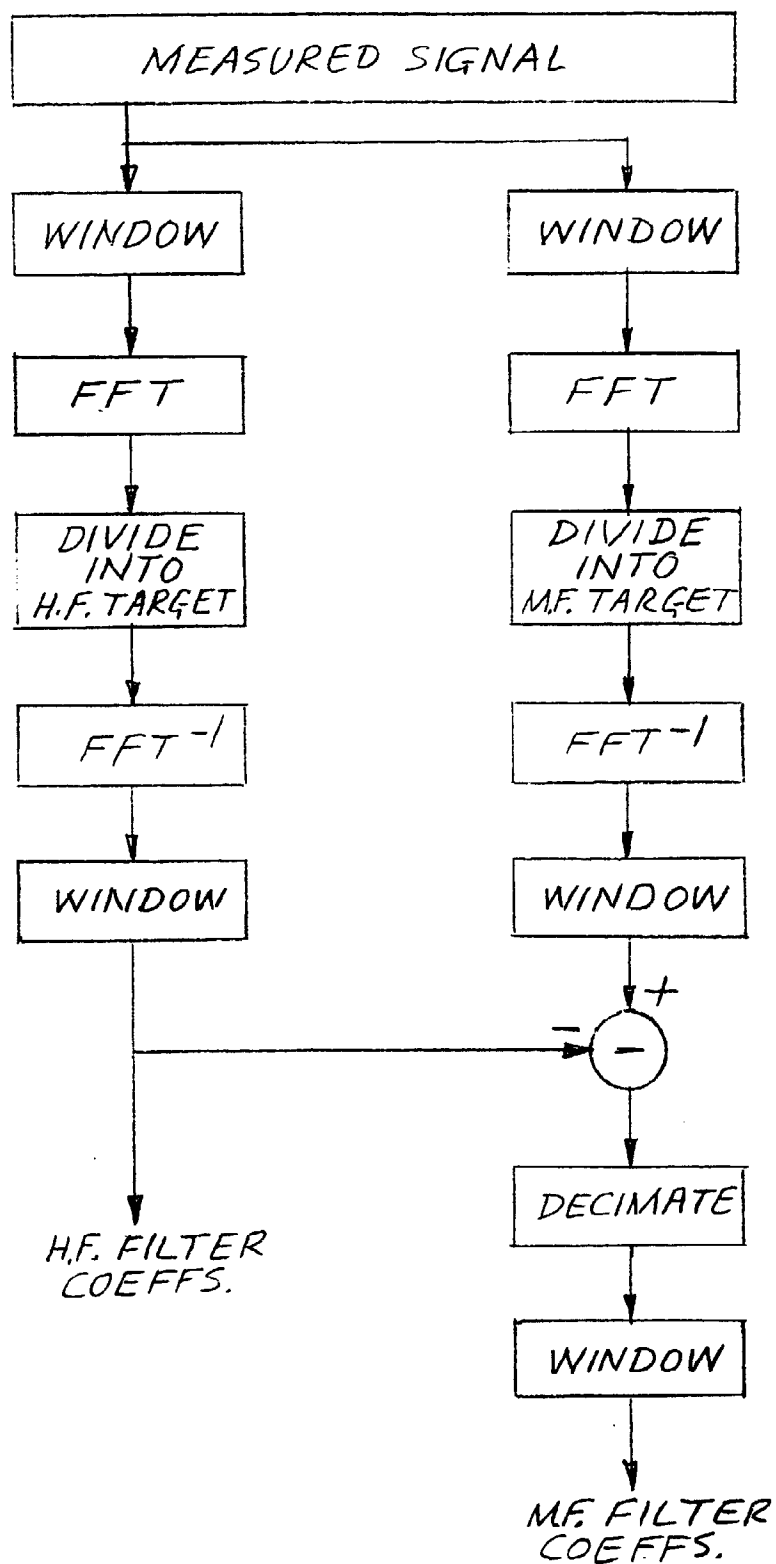 MEASURED SIGNAL
WINDOW
WINDOW
FFT
FFT
DIVIDE
INTO
H.F. TARGET
DIVIDE
INTO
M.F. TARGET
FFT⁻¹
FFT⁻¹
WINDOW
WINDOW
+
-
-
DECIMATE
H.F. FILTER
COEFFS.
WINDOW
M.F. FILTER
COEFFS.